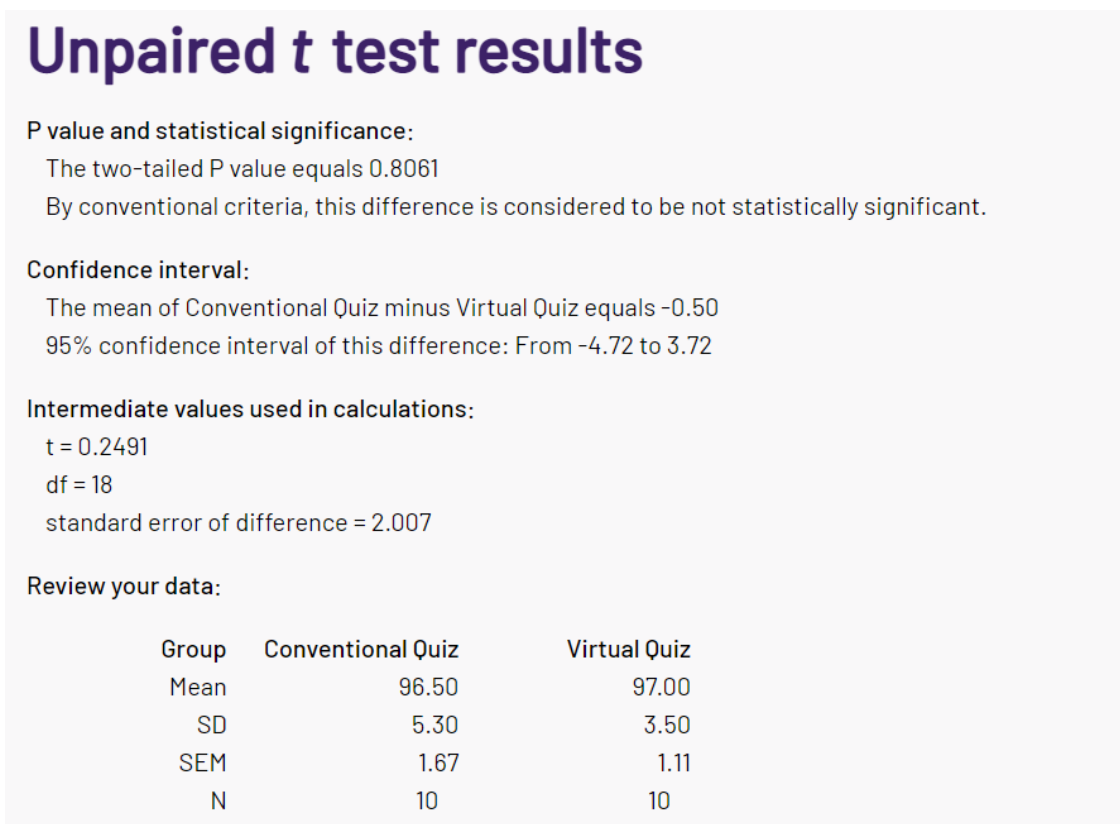 Unpaired t test results
P value and statistical significance:
The two-tailed P value equals 0.8061
By conventional criteria, this difference is considered to be not statistically significant.
Confidence interval:
The mean of Conventional Quiz minus Virtual Quiz equals -0.50
95% confidence interval of this difference: From -4.72 to 3.72
Intermediate values used in calculations:
t = 0.2491
df = 18
standard error of difference = 2.007
Review your data:
Group Conventional Quiz Virtual Quiz
Mean 96.50 97.00
SD 5.30 3.50
SEM 1.67 1.11
N 10 10